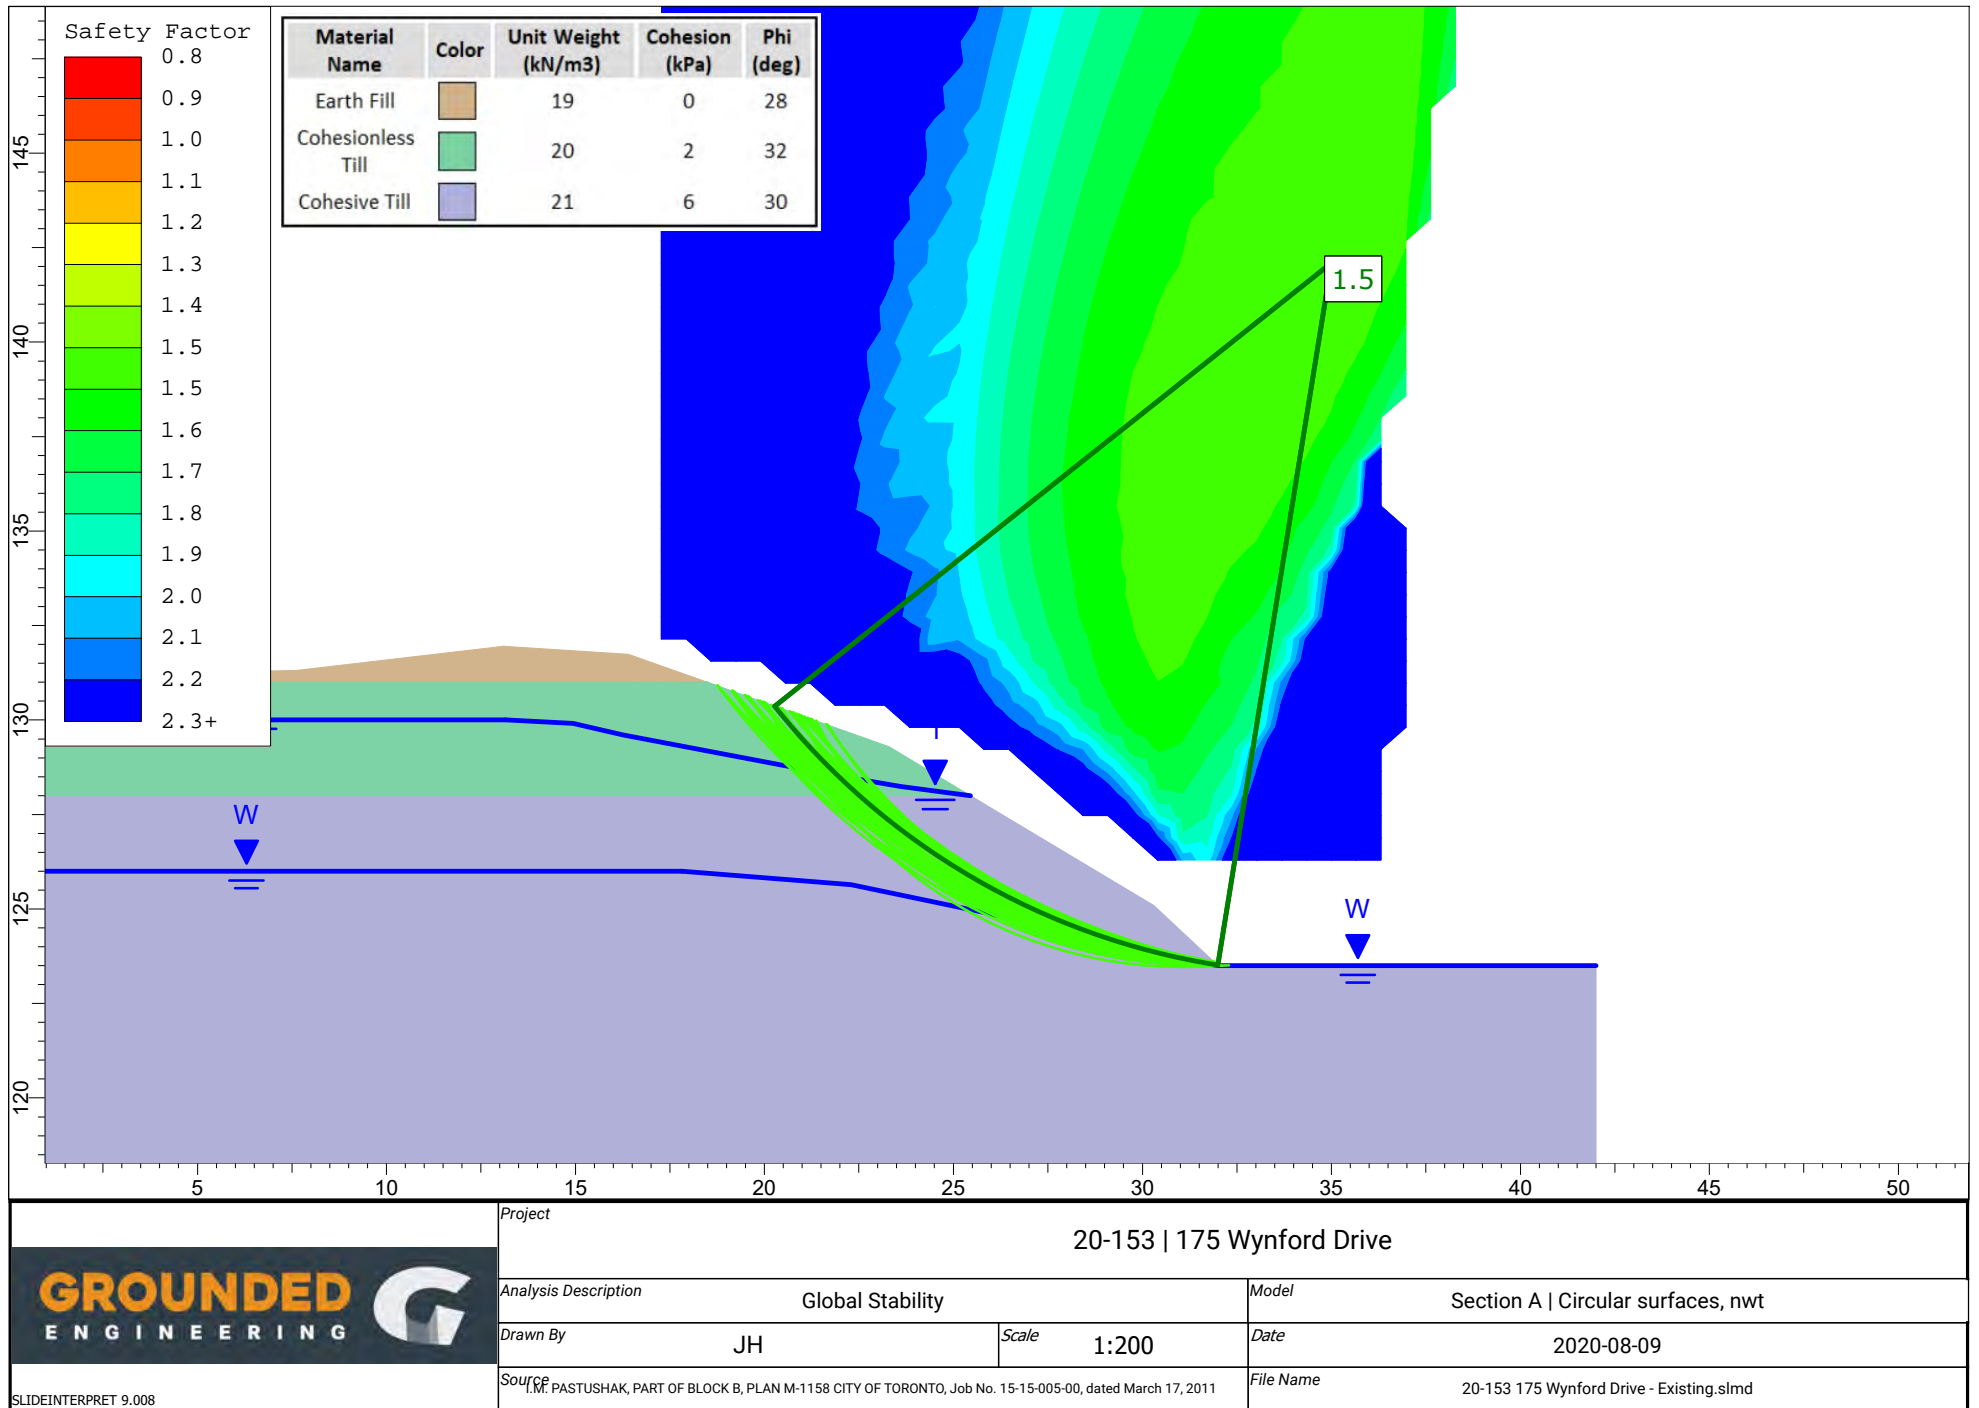 Safety Factor
0.8
0.9
1.0
1.1
1.2
1.3
1.4
1.5
1.5
1.6
1.7
1.8
1.9
2.0
2.1
2.2
2.3+
Material Name Color Unit Weight (kN/m3) Cohesion (kPa) Phi (deg)
Earth Fill 19 0 28
Cohesionless Till 20 2 32
Cohesive Till 21 6 30
1.5
W
W
145
140
135
130
125
120
5 10 15 20 25 30 35 40 45 50
GROUNDED
ENGINEERING
SLIDEINTERPRET 9.008
Project
20-153 | 175 Wynford Drive
Analysis Description
Global Stability
Model
Section A | Circular surfaces, nwt
Drawn By
JH
Scale
1:200
Date
2020-08-09
Source
I.M. PASTUSHAK, PART OF BLOCK B, PLAN M-1158 CITY OF TORONTO, Job No. 15-15-005-00, dated March 17, 2011
File Name
20-153 175 Wynford Drive - Existing.slmd